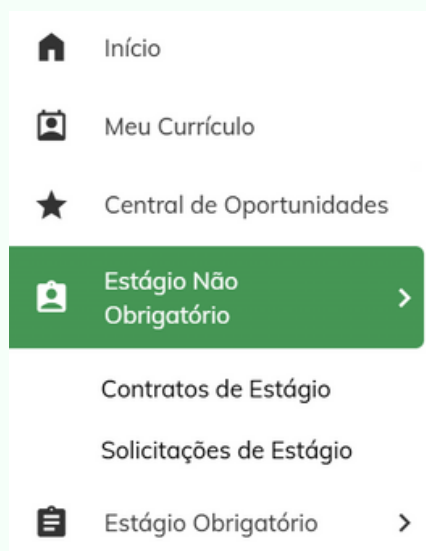 Início
Meu Currículo
Central de Oportunidades
Estágio Não
Obrigatório
Contratos de Estágio
Solicitações de Estágio
Estágio Obrigatório